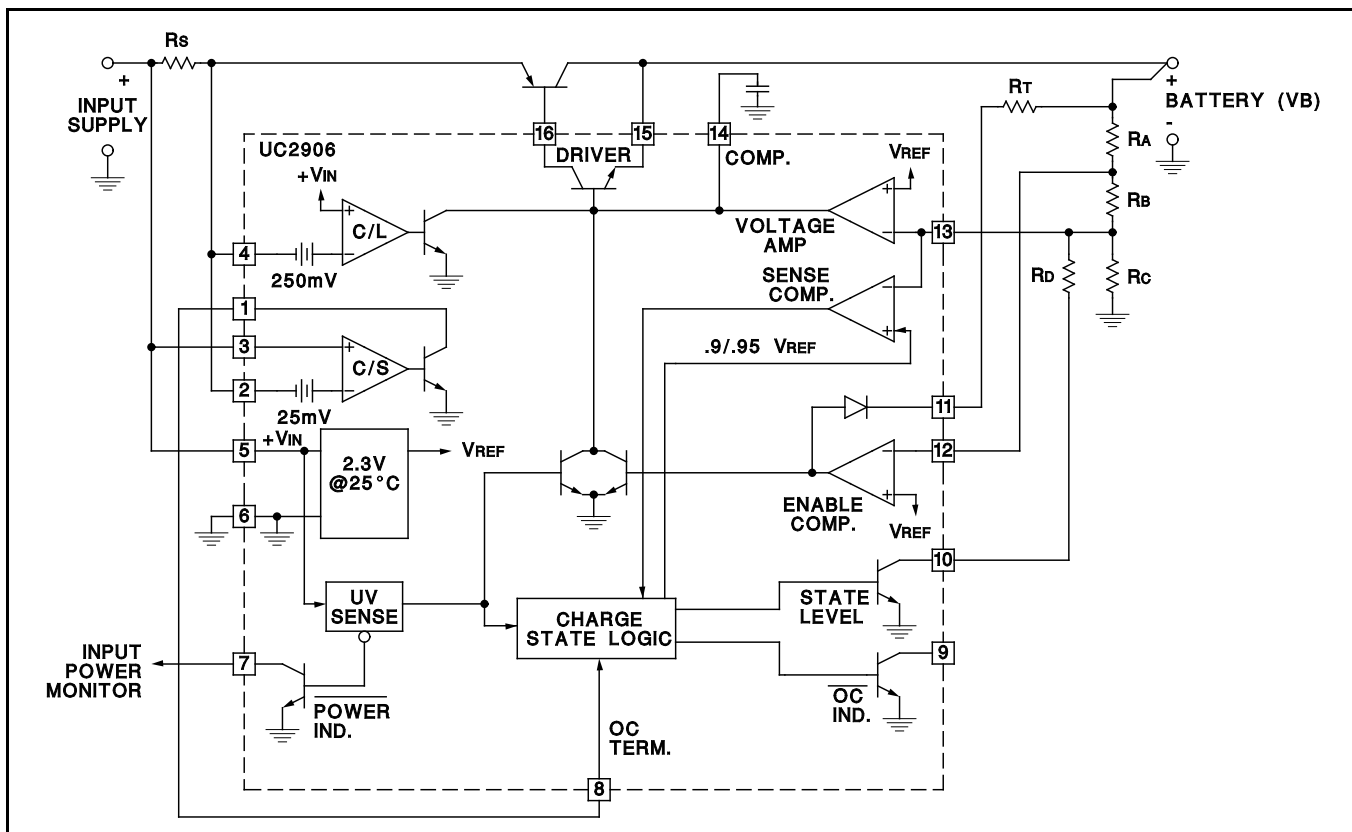 RS
+
INPUT
SUPPLY
RT
+
BATTERY (VB)
-
RA
16
15
14
UC2906
DRIVER
COMP.
VREF
+VIN
+
C/L
-
+
-
VOLTAGE
AMP
RB
13
4
250mV
SENSE
COMP.
-
+
RD
RC
1
3
+
C/S
-
.9/.95 VREF
2
25mV
11
5
+VIN
2.3V
@25°C
VREF
-
12
+
ENABLE
COMP.
VREF
6
10
UV
SENSE
CHARGE
STATE LOGIC
STATE
LEVEL
INPUT
POWER
MONITOR
7
9
POWER
IND.
OC
IND.
OC
TERM.
8